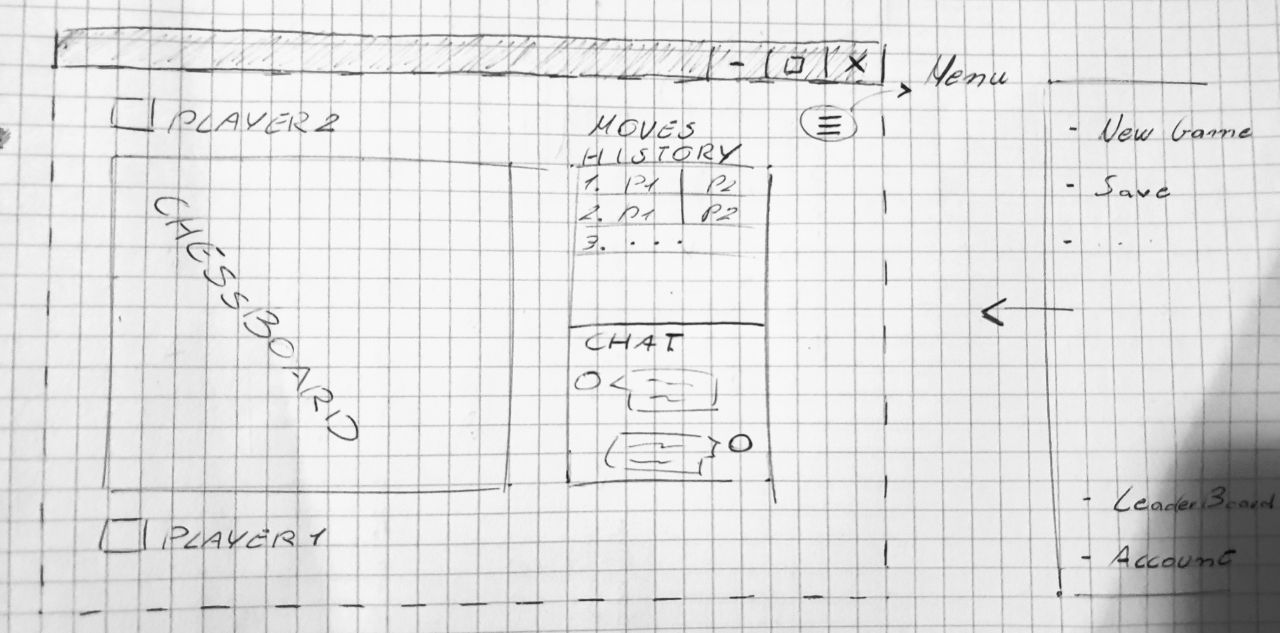 Menu
PLAYER 2
MOVES
HISTORY
1. P1 P2
2. P1 P2
3. . . .
CHESSBOARD
CHAT
PLAYER 1
- New Game
- Save
- . . .
- LeaderBoard
- Account